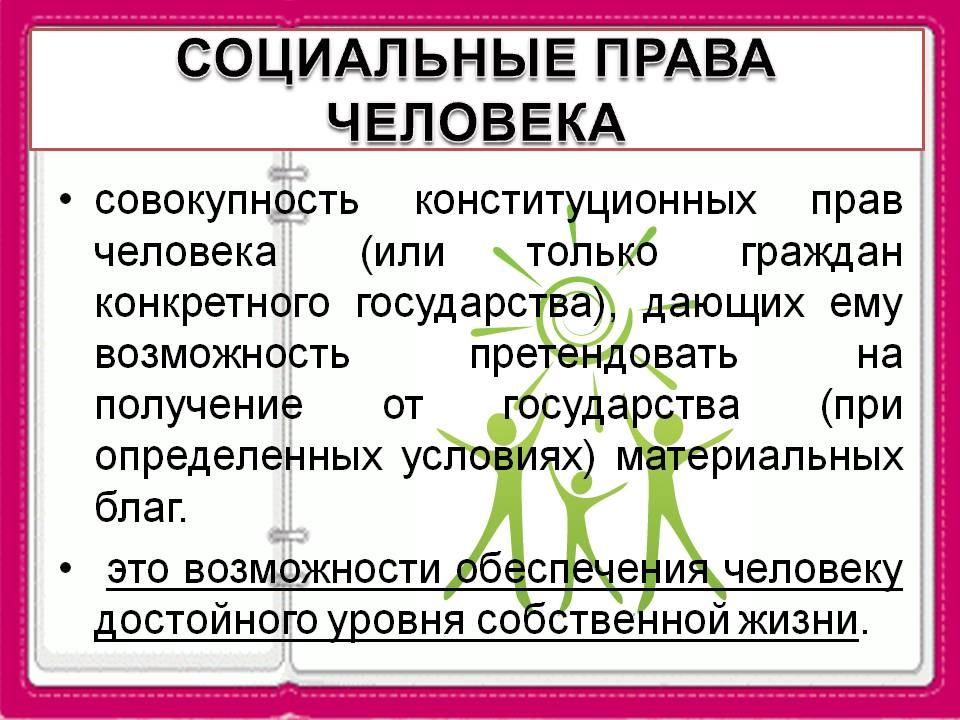 СОЦИАЛЬНЫЕ ПРАВА
ЧЕЛОВЕКА
• совокупность конституционных прав
человека (или только граждан
конкретного государства), дающих ему
возможность претендовать на
получение от государства (при
определенных условиях) материальных
благ.
• это возможности обеспечения человеку
достойного уровня собственной жизни.